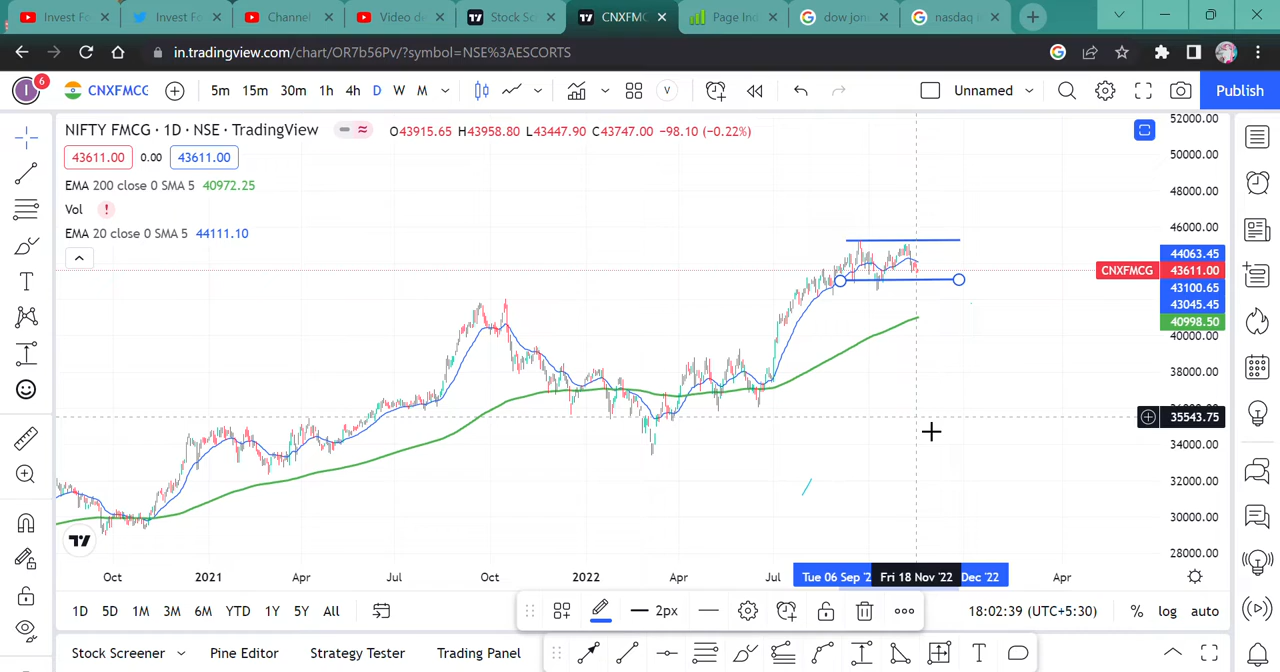 Invest Fo
Invest F
Channel
Video de
Stock Sc
CNXFM
Page Ind
dow jon
nasdaq
in.tradingview.com/chart/OR7b56Pv/?symbol=NSE%3AESCORTS
I 6 CNXFMCG 5m 15m 30m 1h 4h D W M V Unnamed Publish
NIFTY FMCG · 1D · NSE · TradingView O43915.65 H43958.80 L43447.90 C43747.00 −98.10 (−0.22%)
43611.00 0.00 43611.00
EMA 200 close 0 SMA 5 40972.25
Vol !
EMA 20 close 0 SMA 5 44111.10
52000.00
50000.00
48000.00
46000.00
44063.45
CNXFMCG 43611.00
43100.65
43045.45
40998.50
40000.00
38000.00
35543.75
34000.00
32000.00
30000.00
28000.00
Oct 2021 Apr Jul Oct 2022 Apr Jul Tue 06 Sep '2 Fri 18 Nov '22 Dec '22 Apr
1D 5D 1M 3M 6M YTD 1Y 5Y All 2px 18:02:39 (UTC+5:30) % log auto
Stock Screener Pine Editor Strategy Tester Trading Panel T